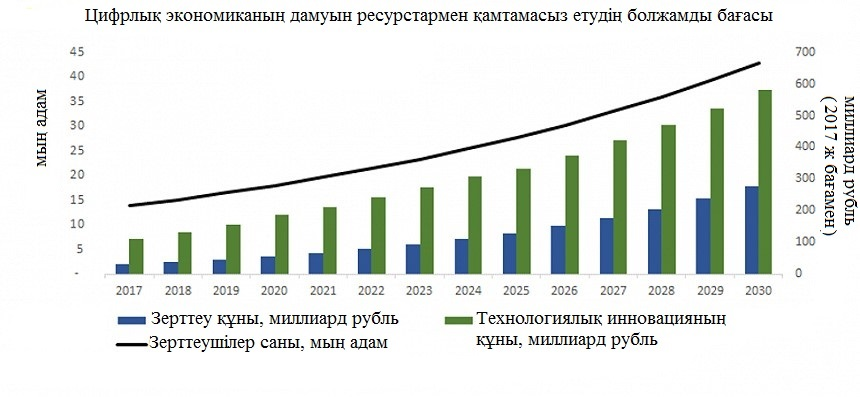 Цифрлық экономиканың дамуын ресурстармен қамтамасыз етудің болжамды бағасы
мың адам
45
40
35
30
25
20
15
10
5
-
700
600
500
400
300
200
100
0
миллиард рубль
(2017 ж бағамен)
2017 2018 2019 2020 2021 2022 2023 2024 2025 2026 2027 2028 2029 2030
Зерттеу құны, миллиард рубль
Технологиялық инновацияның
құны, миллиард рубль
Зерттеушілер саны, мың адам